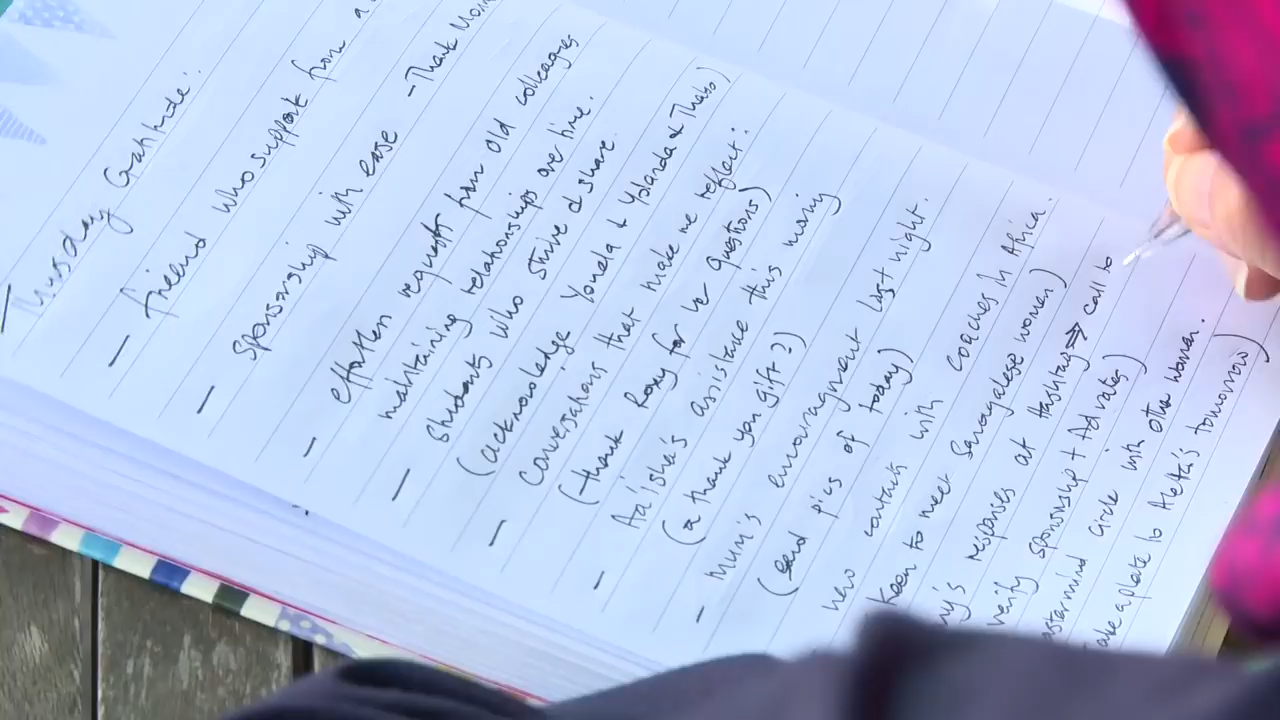 Thursday Gratitude:
- friend who support from a
- Sponsorship with ease - Thank
- effortless requests from old colleagues
maintaining relationships over time.
- Students who strive & share
(acknowledge Yonela & Yolanda & Thabo)
- conversations that make me reflect:
(thank Roxy for her questions)
- Aa'isha's assistance this morning
(a thank you gift?)
- Mum's encouragment last night.
(send pics of today)
new contacts with coaches in Africa.
keen to meet Senegalese women)
responses at Hashtag ⇒ call to
verify sponsorship + Advates)
circle with other women.
Take a plate to Aletta's tomorrow)